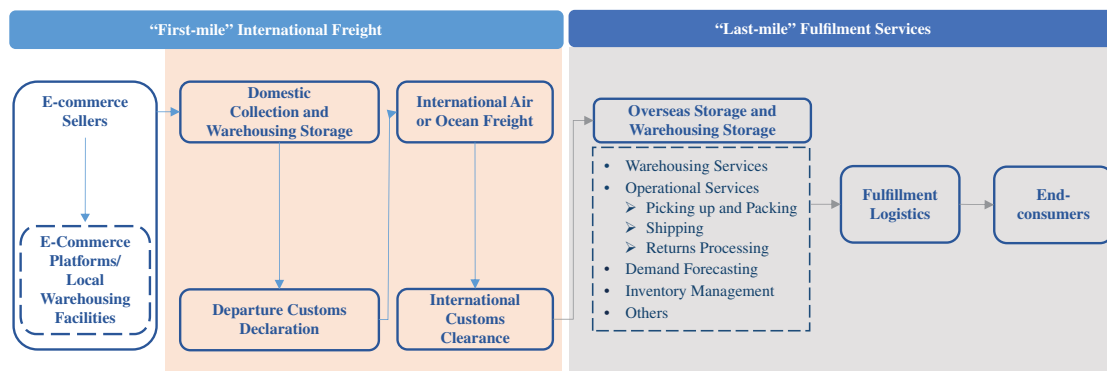 “First-mile” International Freight
“Last-mile” Fulfilment Services
E-commerce
Sellers
E-Commerce
Platforms/
Local
Warehousing
Facilities
Domestic
Collection and
Warehousing Storage
Departure Customs
Declaration
International Air
or Ocean Freight
International
Customs
Clearance
Overseas Storage and
Warehousing Storage
• Warehousing Services
• Operational Services
➢ Picking up and Packing
➢ Shipping
➢ Returns Processing
• Demand Forecasting
• Inventory Management
• Others
Fulfillment
Logistics
End-
consumers